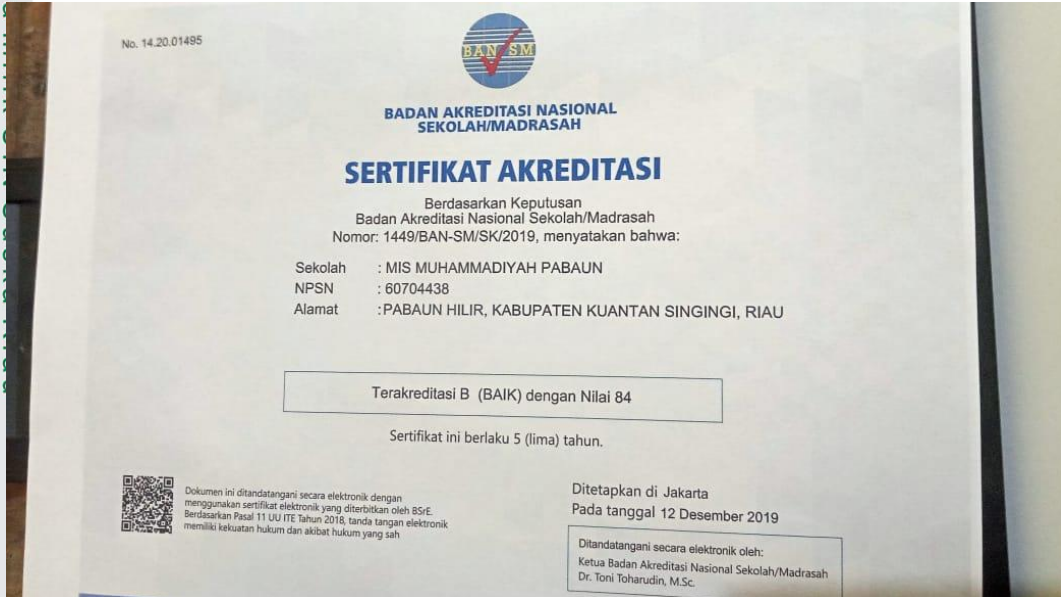 No. 14.20.01495
BAN SM
BADAN AKREDITASI NASIONAL
SEKOLAH/MADRASAH
SERTIFIKAT AKREDITASI
Berdasarkan Keputusan
Badan Akreditasi Nasional Sekolah/Madrasah
Nomor: 1449/BAN-SM/SK/2019, menyatakan bahwa:
Sekolah : MIS MUHAMMADIYAH PABAUN
NPSN : 60704438
Alamat : PABAUN HILIR, KABUPATEN KUANTAN SINGINGI, RIAU
Terakreditasi B (BAIK) dengan Nilai 84
Sertifikat ini berlaku 5 (lima) tahun.
Dokumen ini ditandatangani secara elektronik dengan
menggunakan sertifikat elektronik yang diterbitkan oleh BSrE.
Berdasarkan Pasal 11 UU ITE Tahun 2018, tanda tangan elektronik
memiliki kekuatan hukum dan akibat hukum yang sah
Ditetapkan di Jakarta
Pada tanggal 12 Desember 2019
Ditandatangani secara elektronik oleh:
Ketua Badan Akreditasi Nasional Sekolah/Madrasah
Dr. Toni Toharudin, M.Sc.